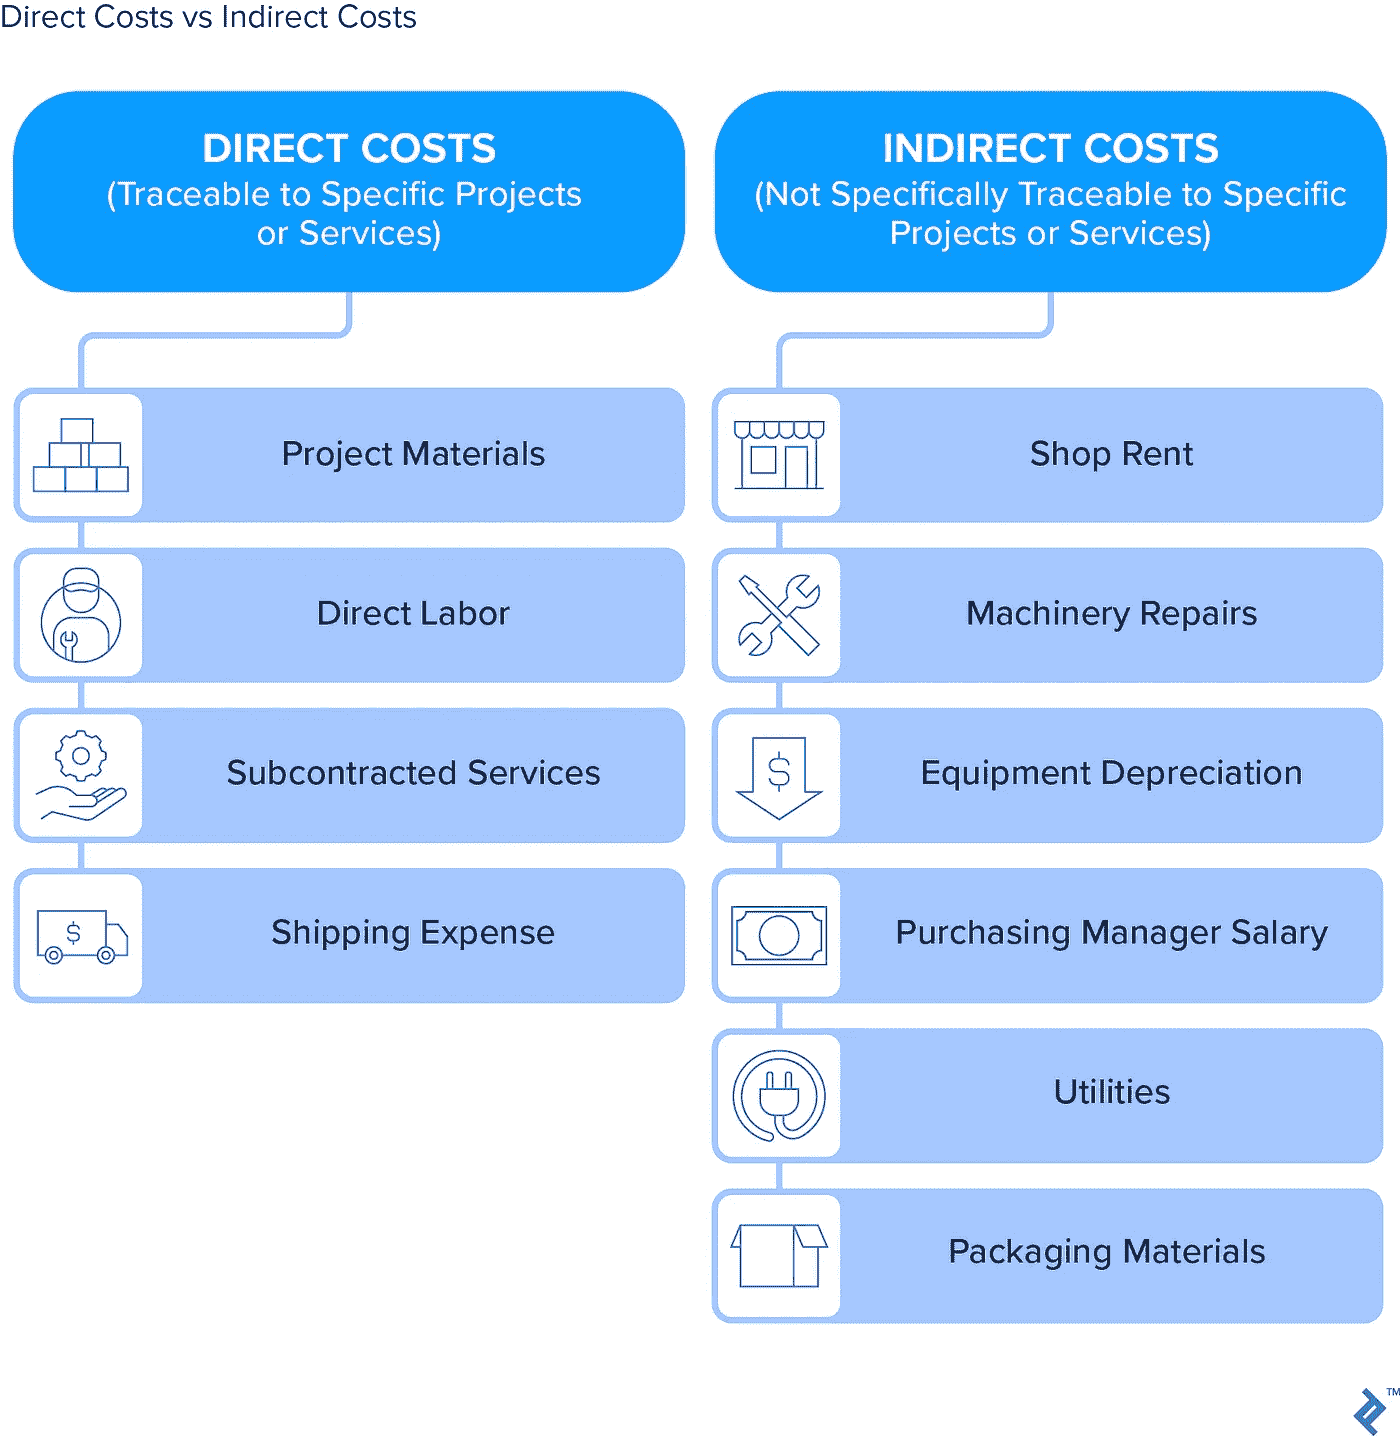 Direct Costs vs Indirect Costs
DIRECT COSTS
(Traceable to Specific Projects
or Services)
Project Materials
Direct Labor
Subcontracted Services
$
Shipping Expense
INDIRECT COSTS
(Not Specifically Traceable to Specific
Projects or Services)
Shop Rent
Machinery Repairs
$
Equipment Depreciation
Purchasing Manager Salary
Utilities
Packaging Materials
TM